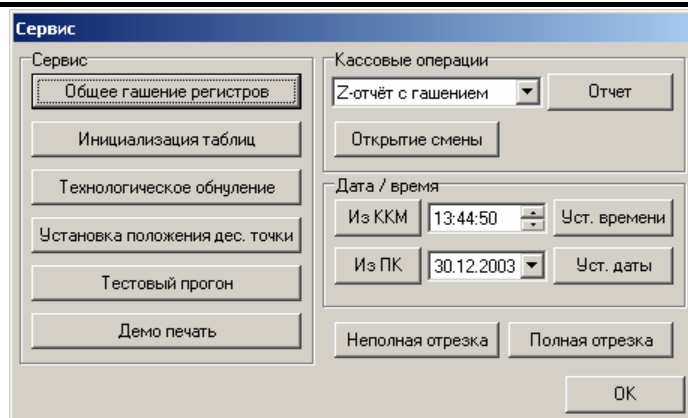 Сервис
Сервис
Общее гашение регистров
Инициализация таблиц
Технологическое обнуление
Установка положения дес. точки
Тестовый прогон
Демо печать
Кассовые операции
Z-отчёт с гашением
Отчет
Открытие смены
Дата / время
Из ККМ 13:44:50 Уст. времени
Из ПК 30.12.2003 Уст. даты
Неполная отрезка Полная отрезка
OK